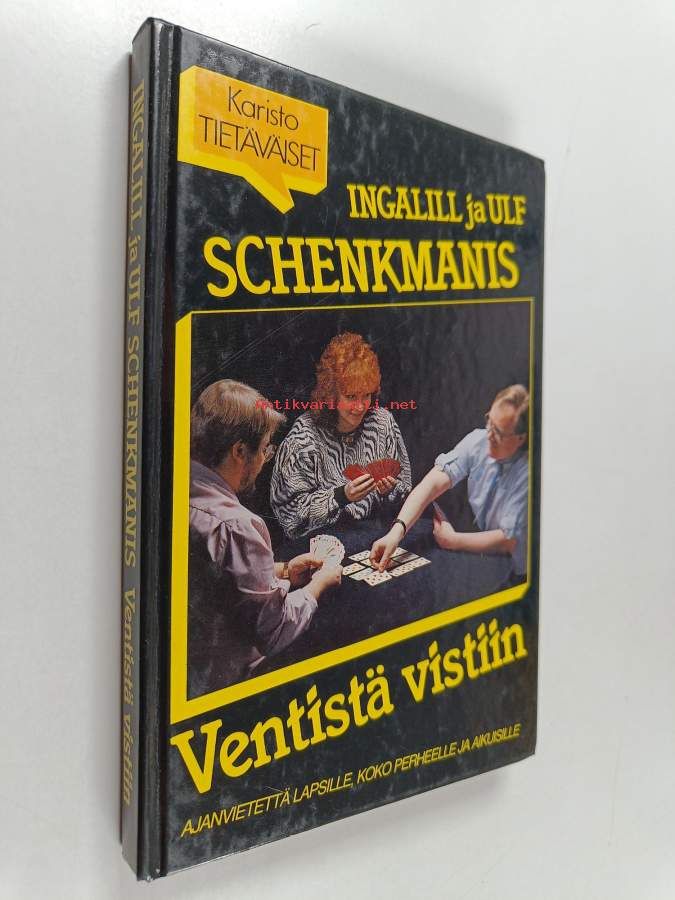 Karisto
TIETÄVÄISET
INGALILL ja ULF
SCHENKMANIS
Antikvariaatti.net
Ventistä vistiin
AJANVIETETTÄ LAPSILLE, KOKO PERHEELLE JA AIKUISILLE
INGALILL ja ULF SCHENKMANIS Ventistä vistiin